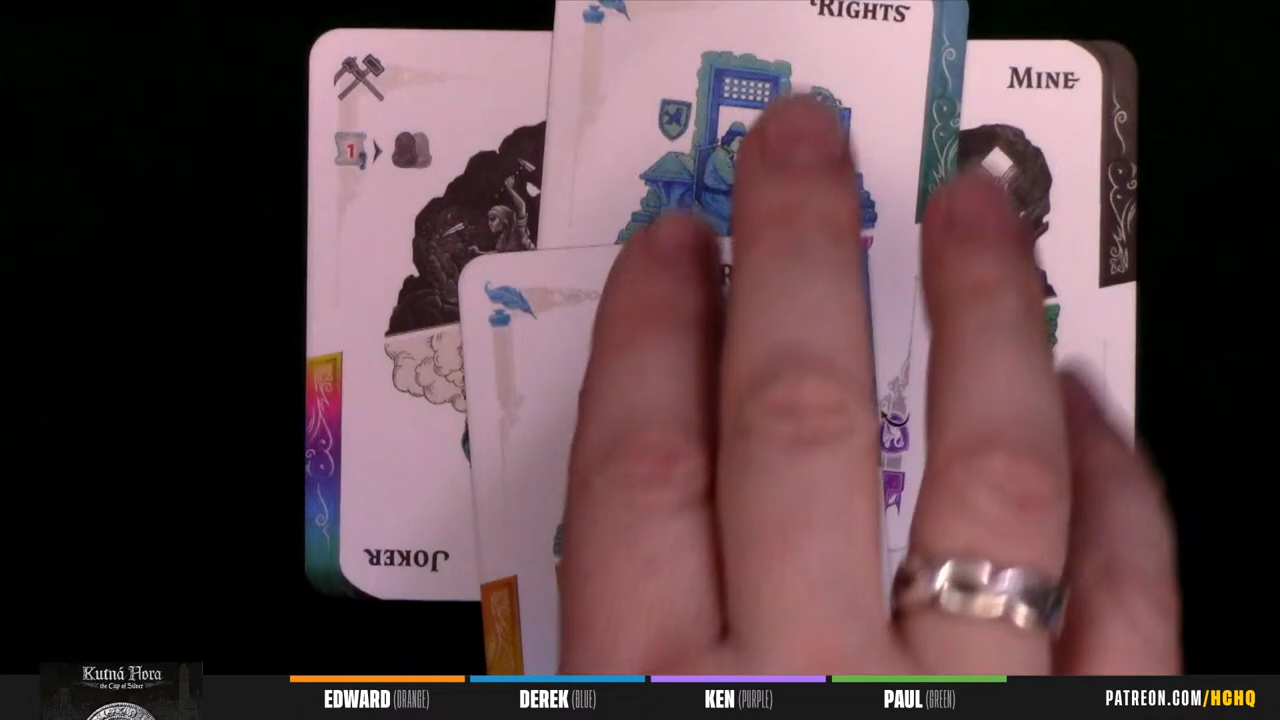 RIGHTS
MINE
1
JOKER
Kutná Hora
the City of Silver
EDWARD (ORANGE)
DEREK (BLUE)
KEN (PURPLE)
PAUL (GREEN)
PATREON.COM/HCHQ